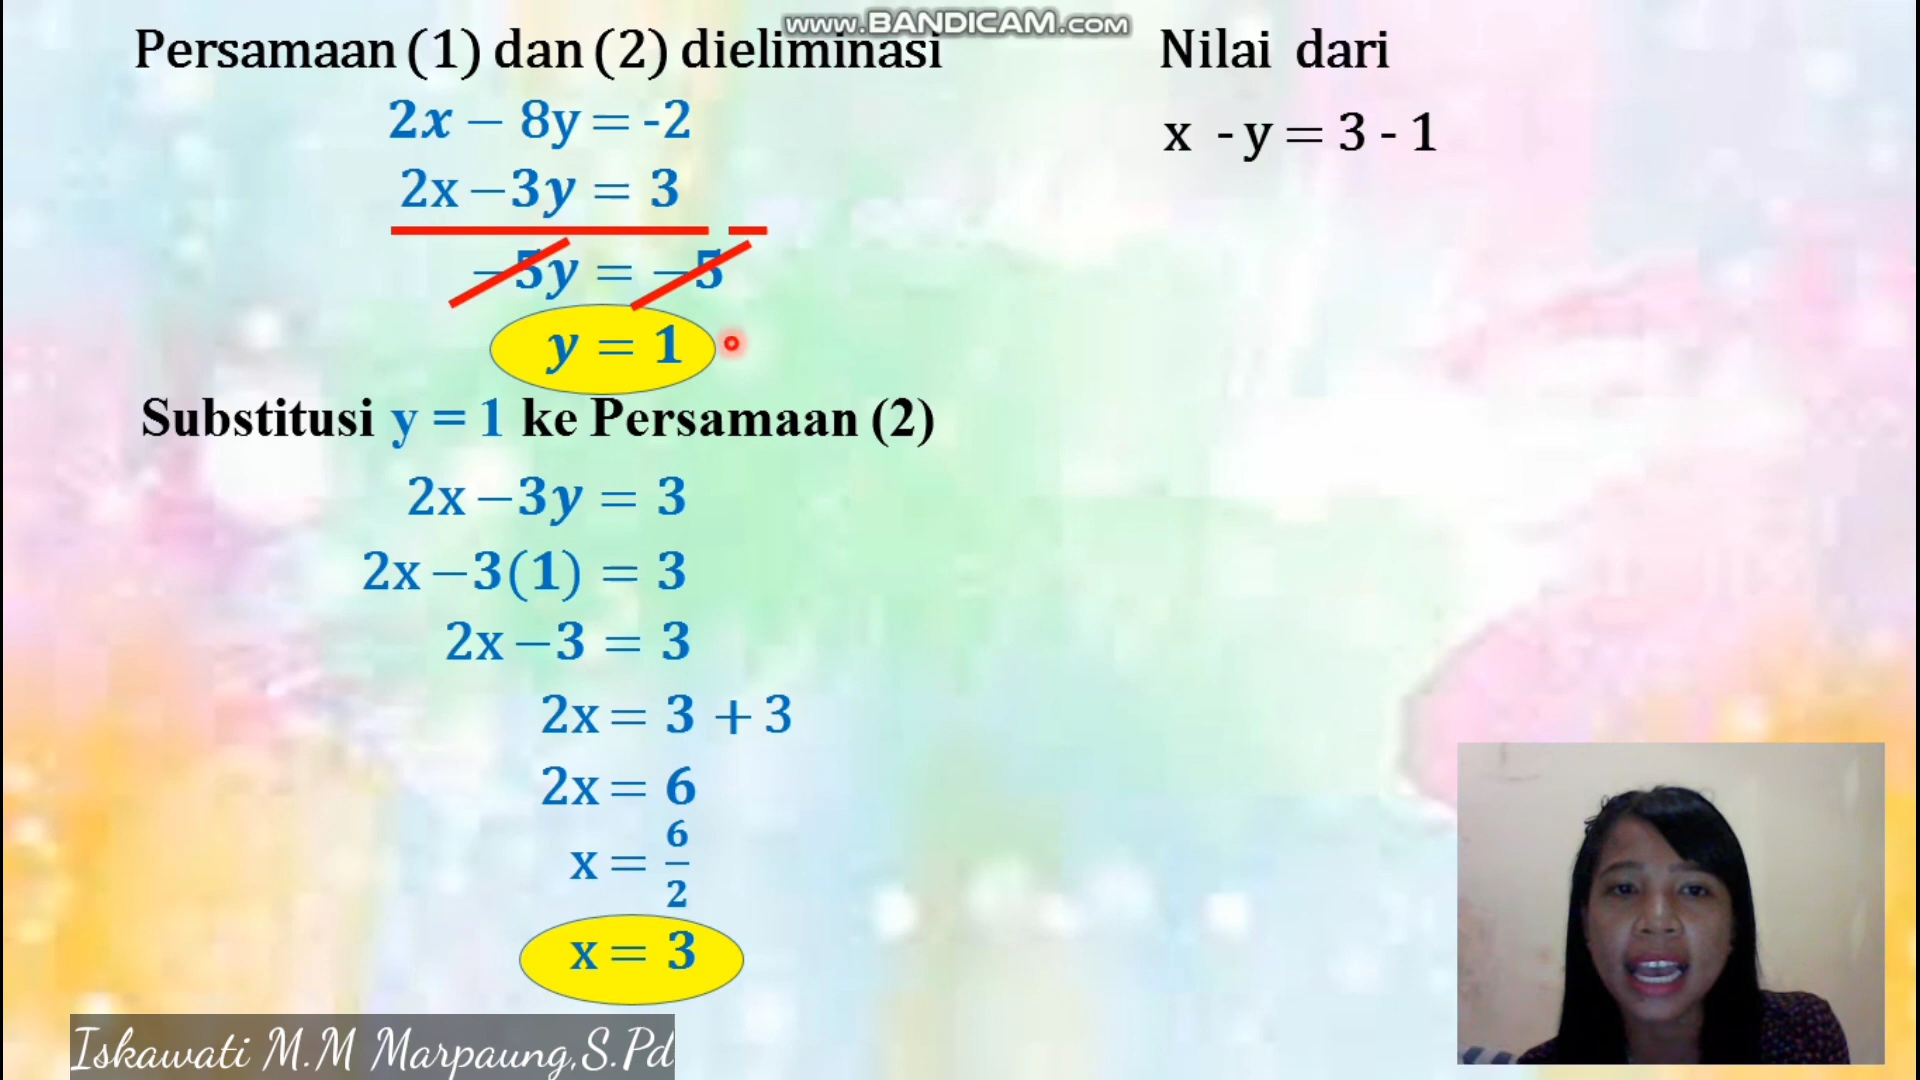 www.BANDICAM.com
Persamaan (1) dan (2) dieliminasi
2x − 8y = -2
2x − 3y = 3
−5y = −5
y = 1
Substitusi y = 1 ke Persamaan (2)
2x − 3y = 3
2x − 3(1) = 3
2x − 3 = 3
2x = 3 + 3
2x = 6
x = 6/2
x = 3
Nilai dari
x - y = 3 - 1
Iskawati M.M Marpaung,S.Pd